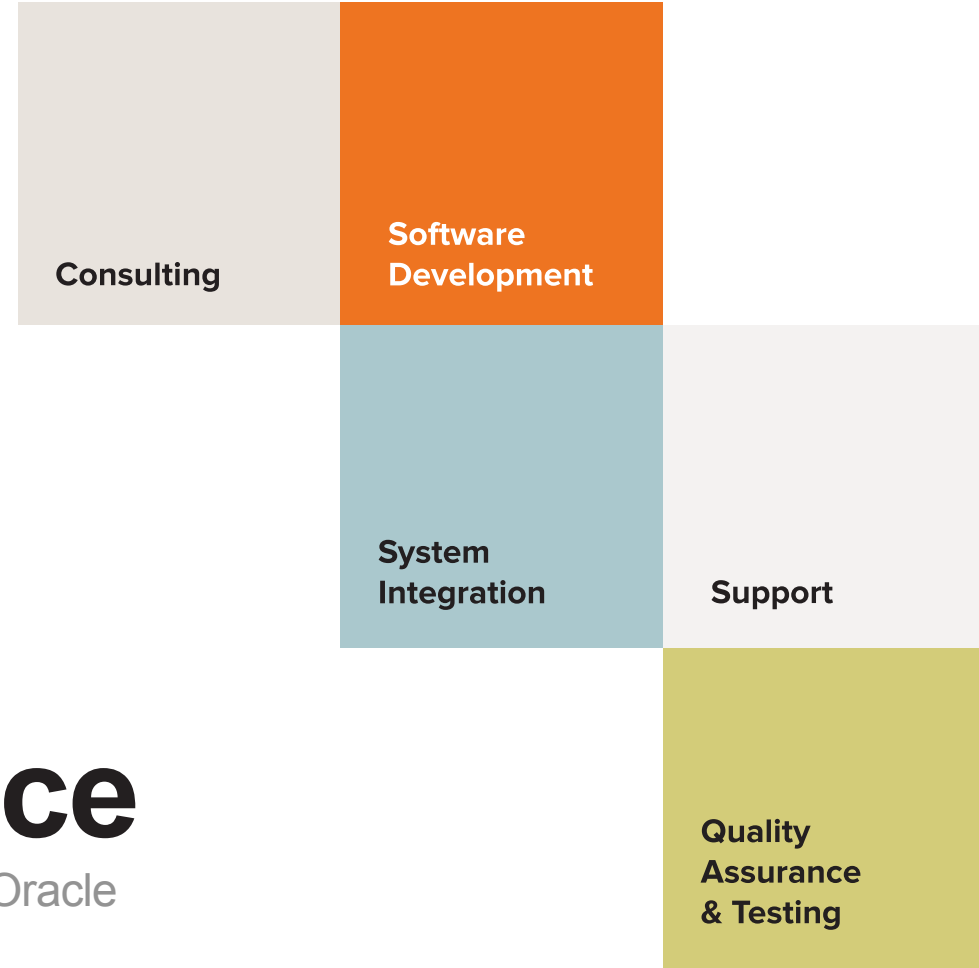 Consulting
Software
Development
System
Integration
Support
ce
Oracle
Quality
Assurance
& Testing